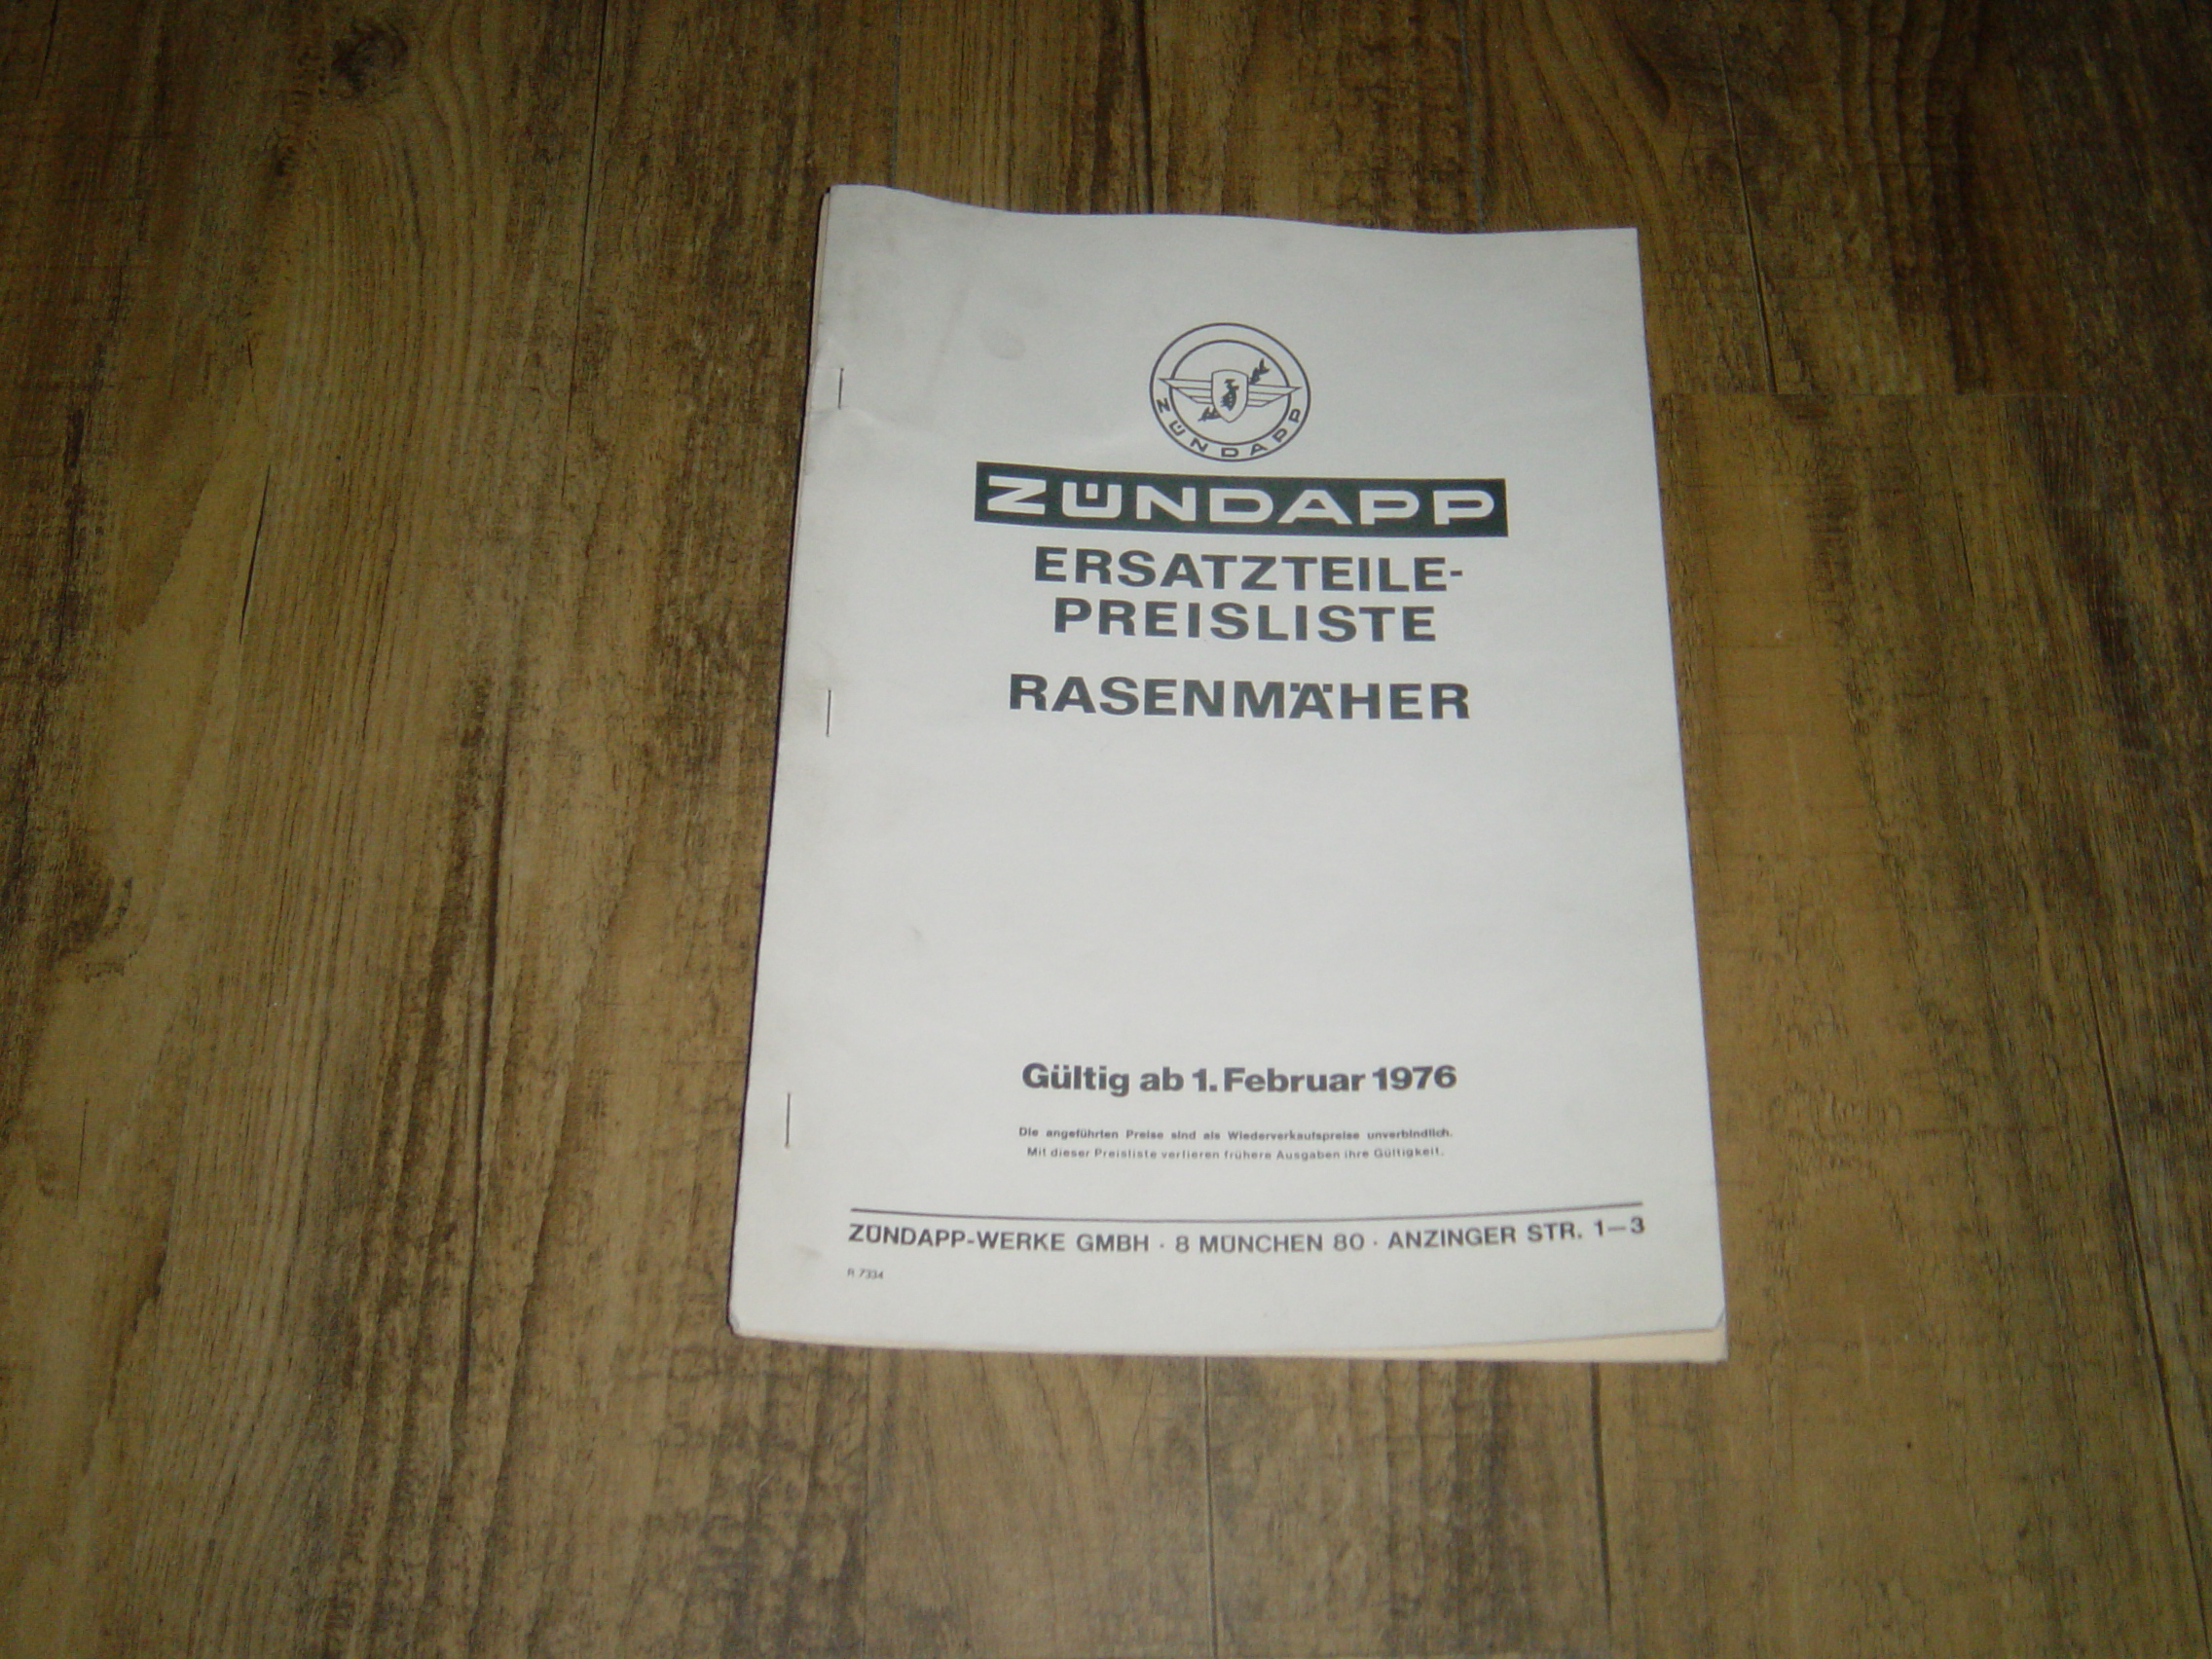 ZÜNDAPP
ZÜNDAPP
ERSATZTEILE-
PREISLISTE
RASENMÄHER
Gültig ab 1. Februar 1976
Die angeführten Preise sind als Wiederverkaufspreise unverbindlich.
Mit dieser Preisliste verlieren frühere Ausgaben ihre Gültigkeit.
ZÜNDAPP-WERKE GMBH · 8 MÜNCHEN 80 · ANZINGER STR. 1—3
R 7334